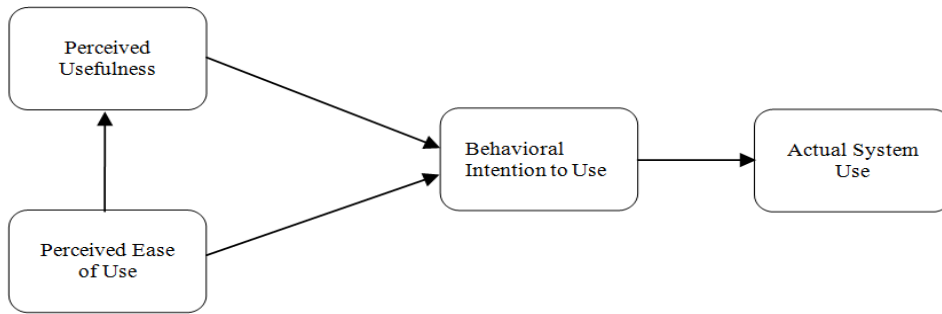 Perceived
Usefulness
Behavioral
Intention to Use
Actual System
Use
Perceived Ease
of Use